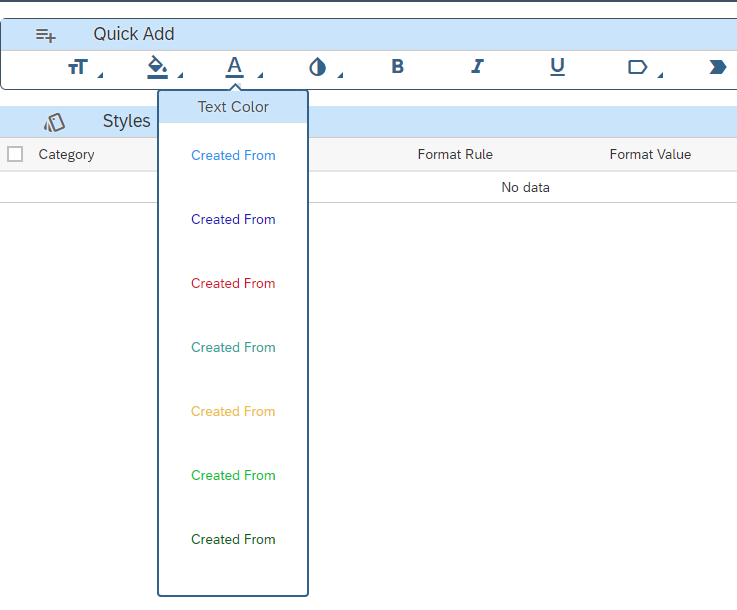 Quick Add
A
B
I
U
Text Color
Styles
Category
Format Rule
Format Value
No data
Created From
Created From
Created From
Created From
Created From
Created From
Created From